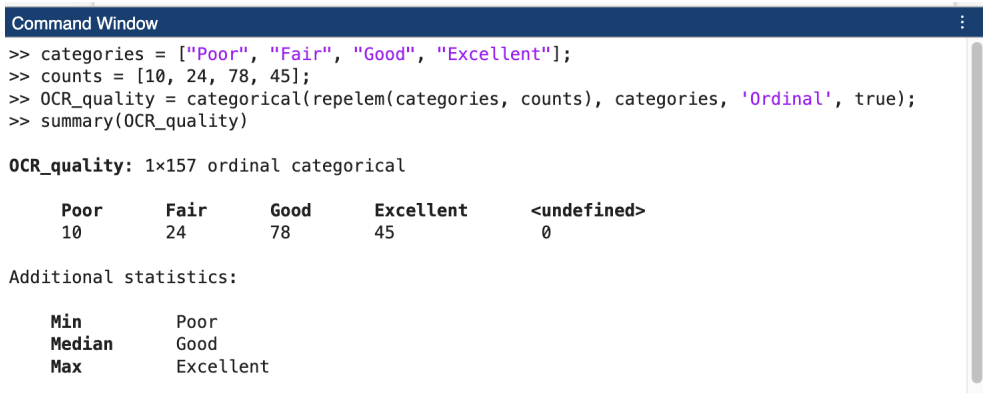 Command Window
>> categories = ["Poor", "Fair", "Good", "Excellent"];
>> counts = [10, 24, 78, 45];
>> OCR_quality = categorical(repelem(categories, counts), categories, 'Ordinal', true);
>> summary(OCR_quality)
OCR_quality: 1×157 ordinal categorical
Poor Fair Good Excellent <undefined>
10 24 78 45 0
Additional statistics:
Min Poor
Median Good
Max Excellent